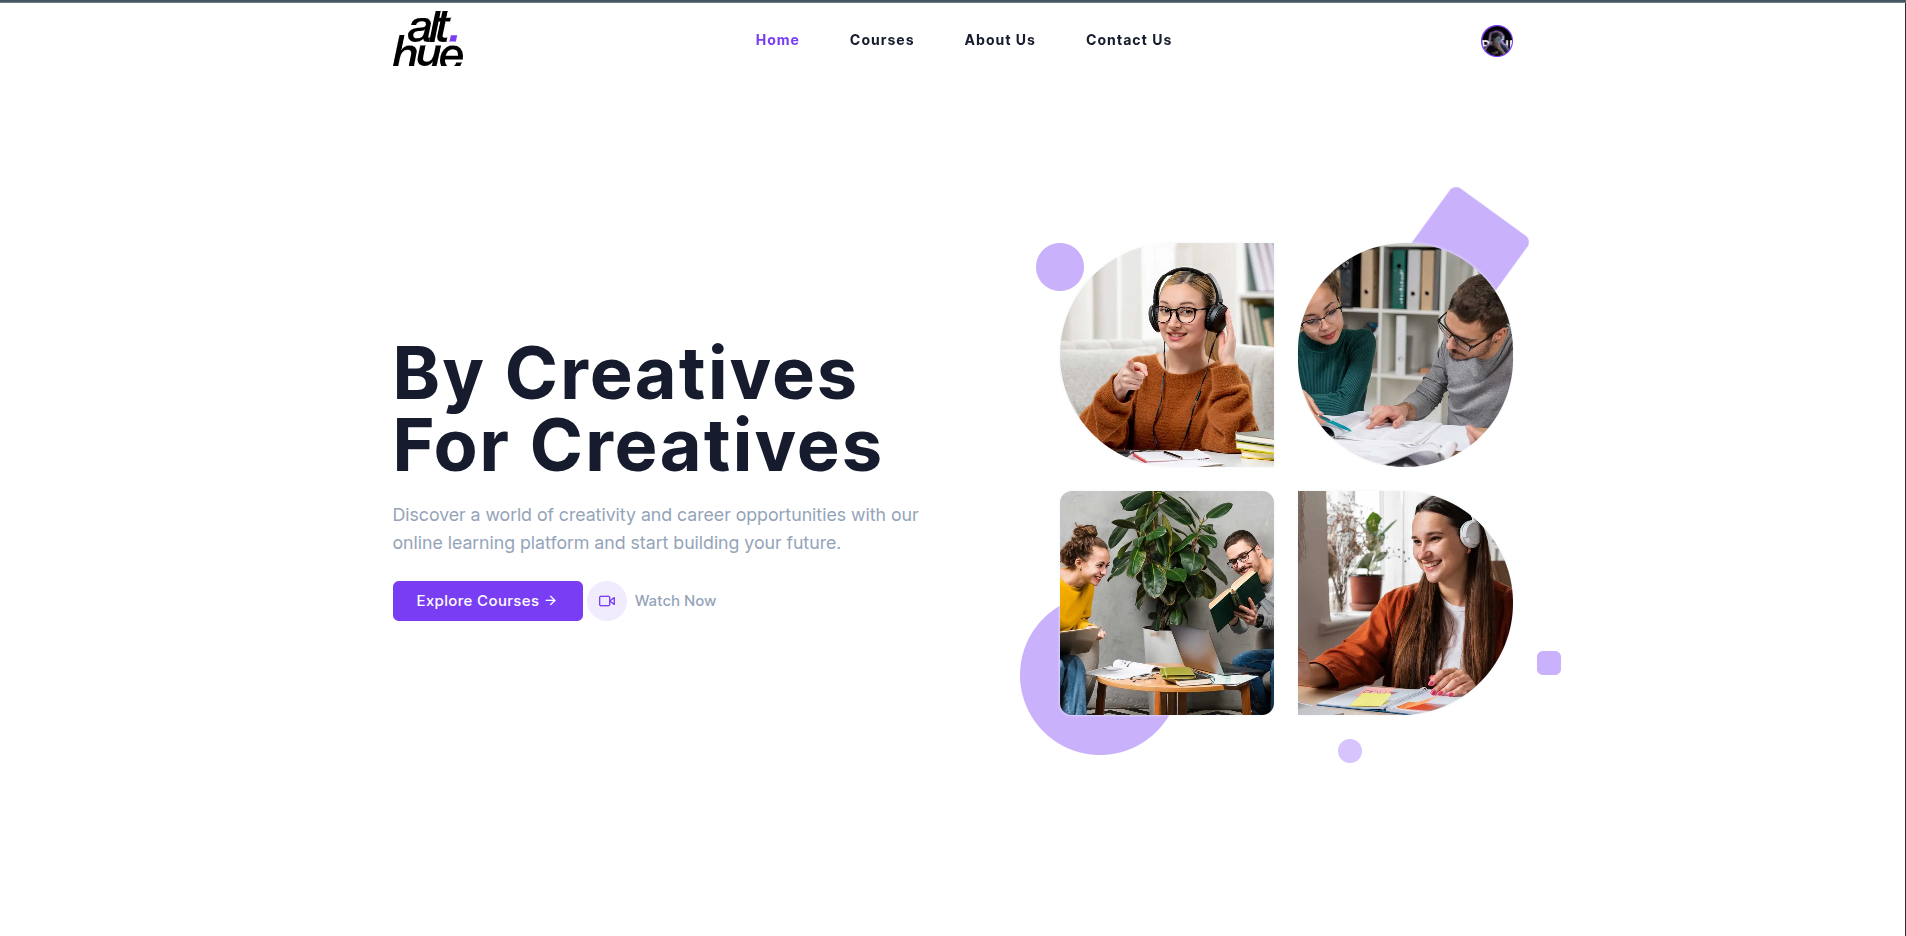 alt.
hue
Home
Courses
About Us
Contact Us
By Creatives
For Creatives
Discover a world of creativity and career opportunities with our
online learning platform and start building your future.
Explore Courses →
Watch Now